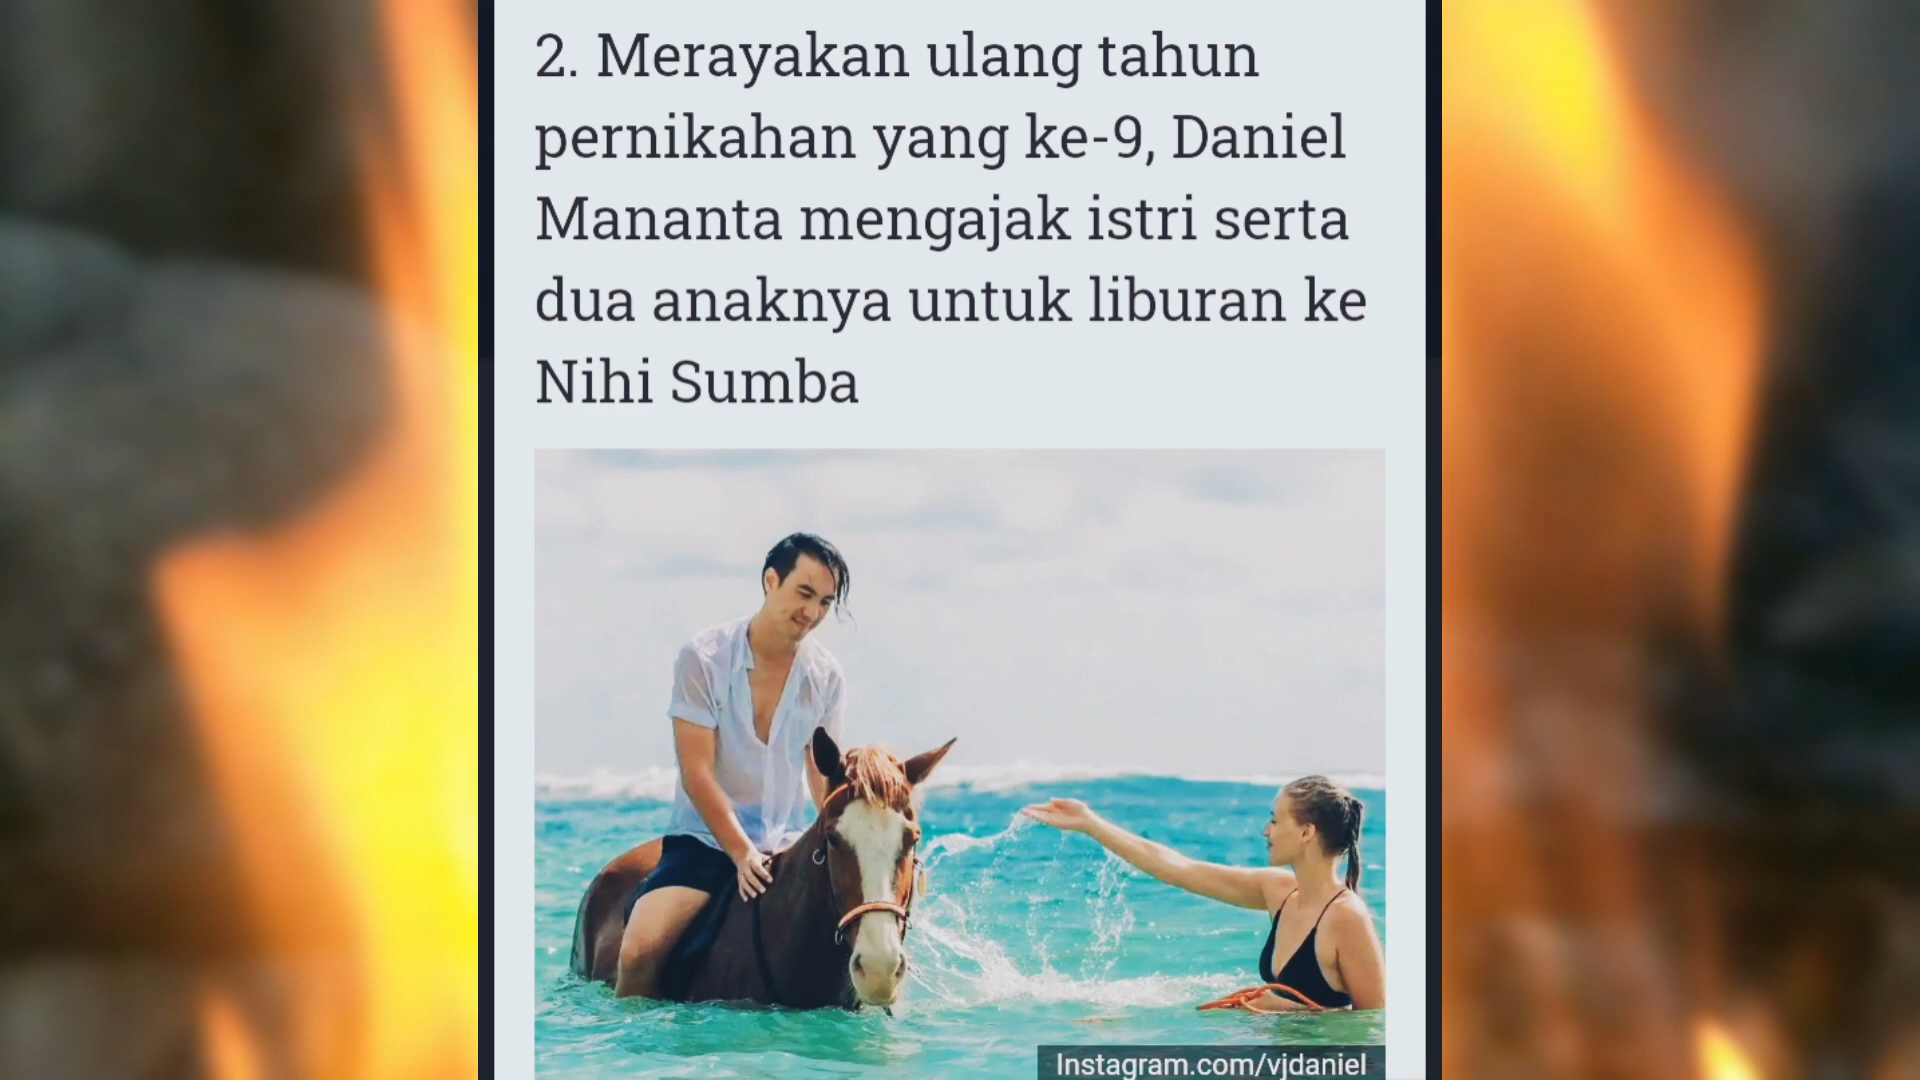 2. Merayakan ulang tahun
pernikahan yang ke-9, Daniel
Mananta mengajak istri serta
dua anaknya untuk liburan ke
Nihi Sumba
Instagram.com/vjdaniel